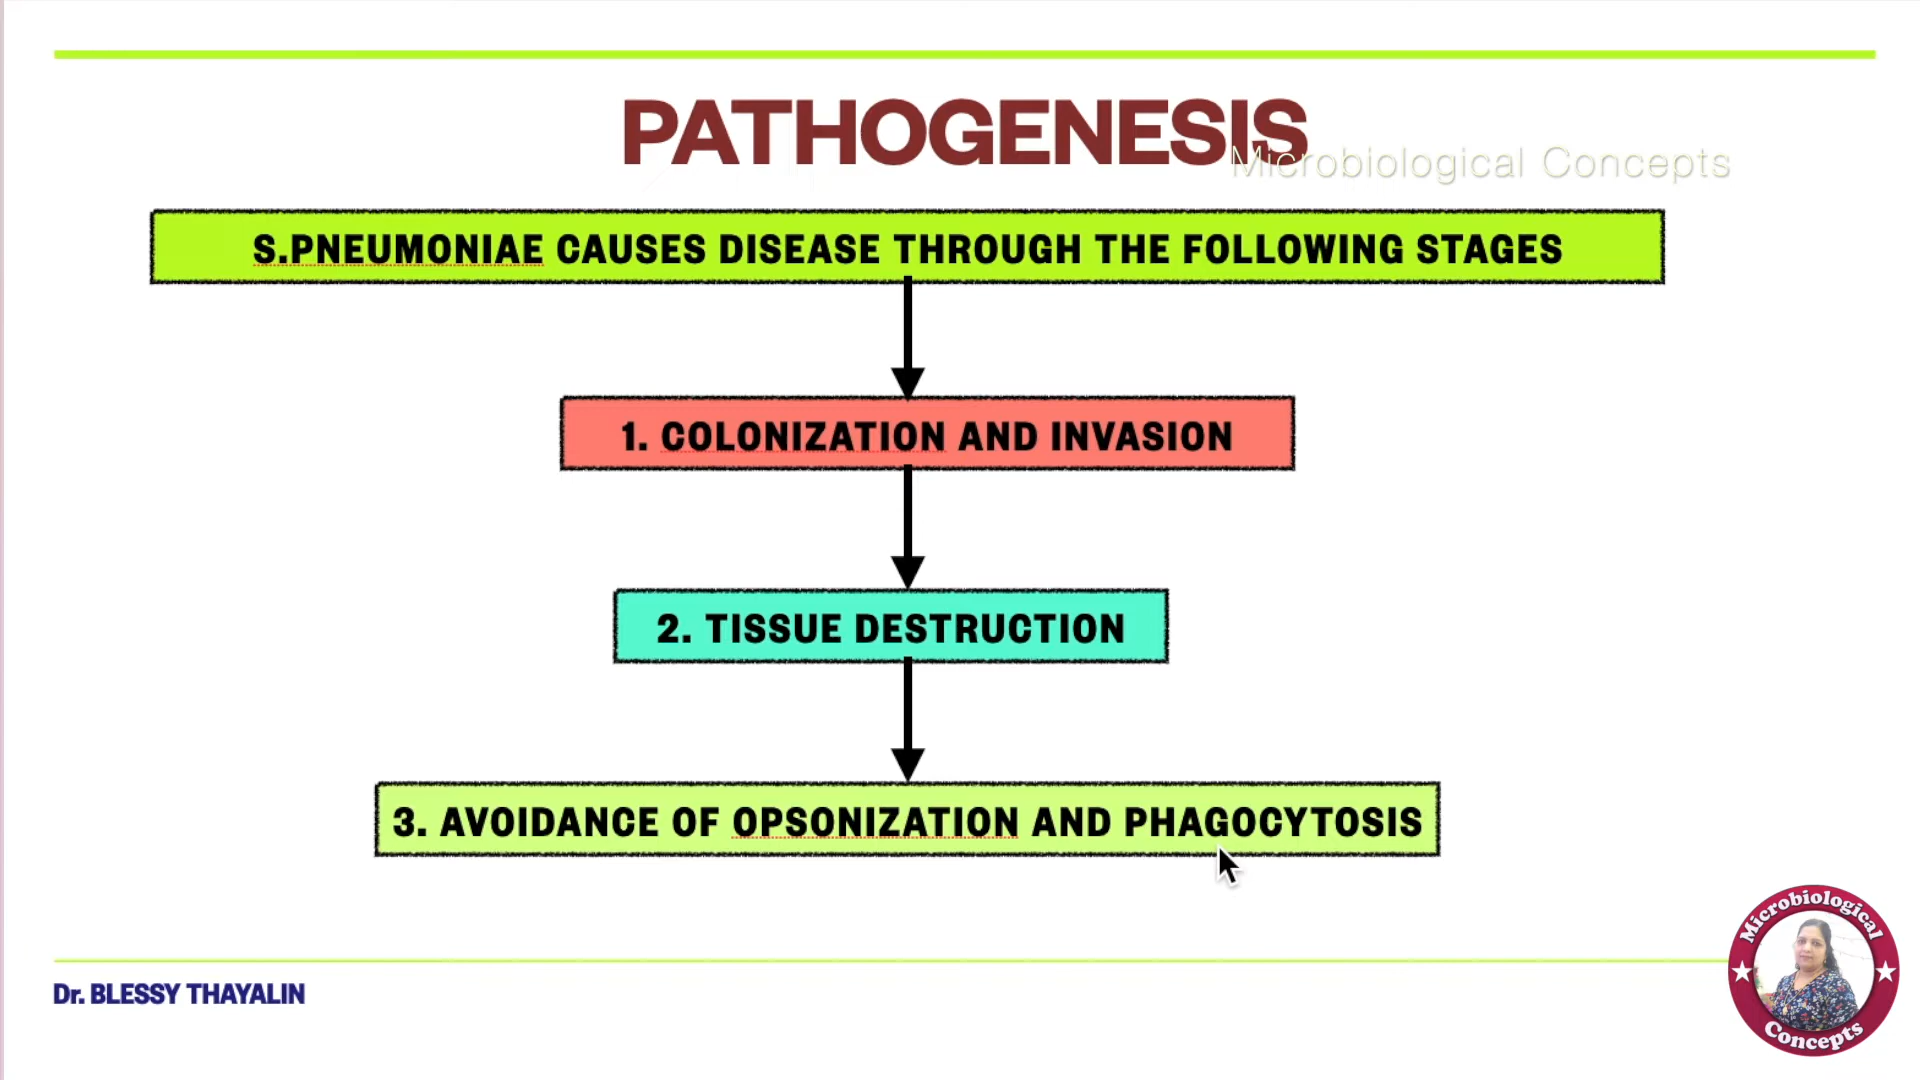 PATHOGENESIS
Microbiological Concepts
S.PNEUMONIAE CAUSES DISEASE THROUGH THE FOLLOWING STAGES
1. COLONIZATION AND INVASION
2. TISSUE DESTRUCTION
3. AVOIDANCE OF OPSONIZATION AND PHAGOCYTOSIS
Dr. BLESSY THAYALIN
Microbiological
Concepts